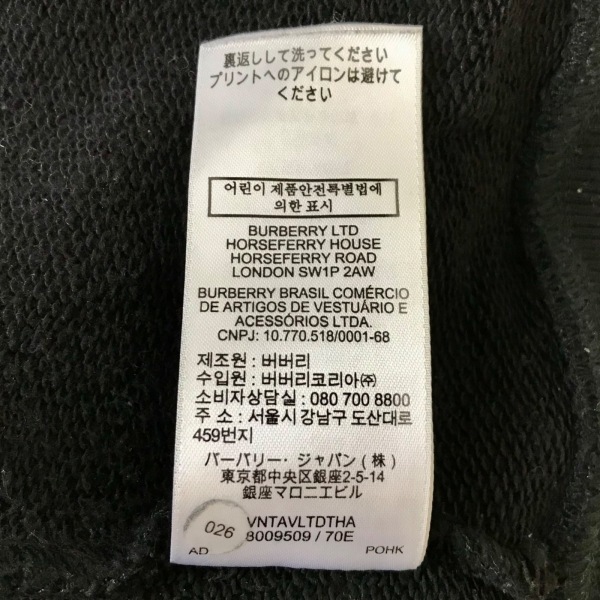 裏返しして洗ってください
プリントへのアイロンは避けて
ください
어린이 제품안전특별법에
의한 표시
BURBERRY LTD
HORSEFERRY HOUSE
HORSEFERRY ROAD
LONDON SW1P 2AW
BURBERRY BRASIL COMÉRCIO
DE ARTIGOS DE VESTUÁRIO E
ACESSÓRIOS LTDA.
CNPJ: 10.770.518/0001-68
제조원 : 버버리
수입원 : 버버리코리아㈜
소비자상담실 : 080 700 8800
주 소 : 서울시 강남구 도산대로
459번지
バーバリー・ジャパン（株）
東京都中央区銀座2-5-14
銀座マロニエビル
026
VNTAVLTDTHA
8009509 / 70E
AD POHK